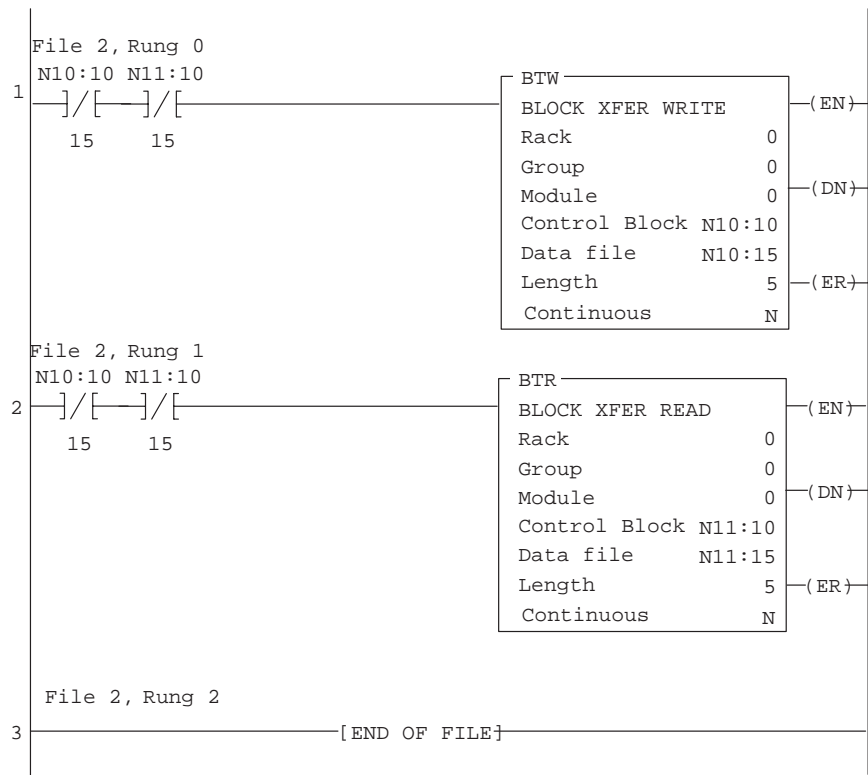 File 2, Rung 0
N10:10 N11:10
1
]/[ ]/[
15 15
BTW
BLOCK XFER WRITE
(EN)
Rack 0
Group 0
(DN)
Module 0
Control Block N10:10
Data file N10:15
Length 5
(ER)
Continuous N
File 2, Rung 1
N10:10 N11:10
2
]/[ ]/[
15 15
BTR
BLOCK XFER READ
(EN)
Rack 0
Group 0
(DN)
Module 0
Control Block N11:10
Data file N11:15
Length 5
(ER)
Continuous N
File 2, Rung 2
3
[END OF FILE]